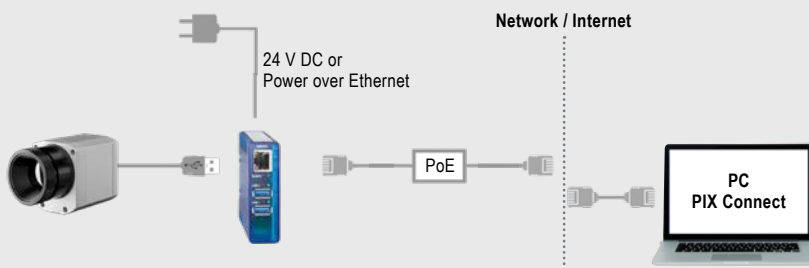 Network / Internet
24 V DC or
Power over Ethernet
PoE
PC
PIX Connect